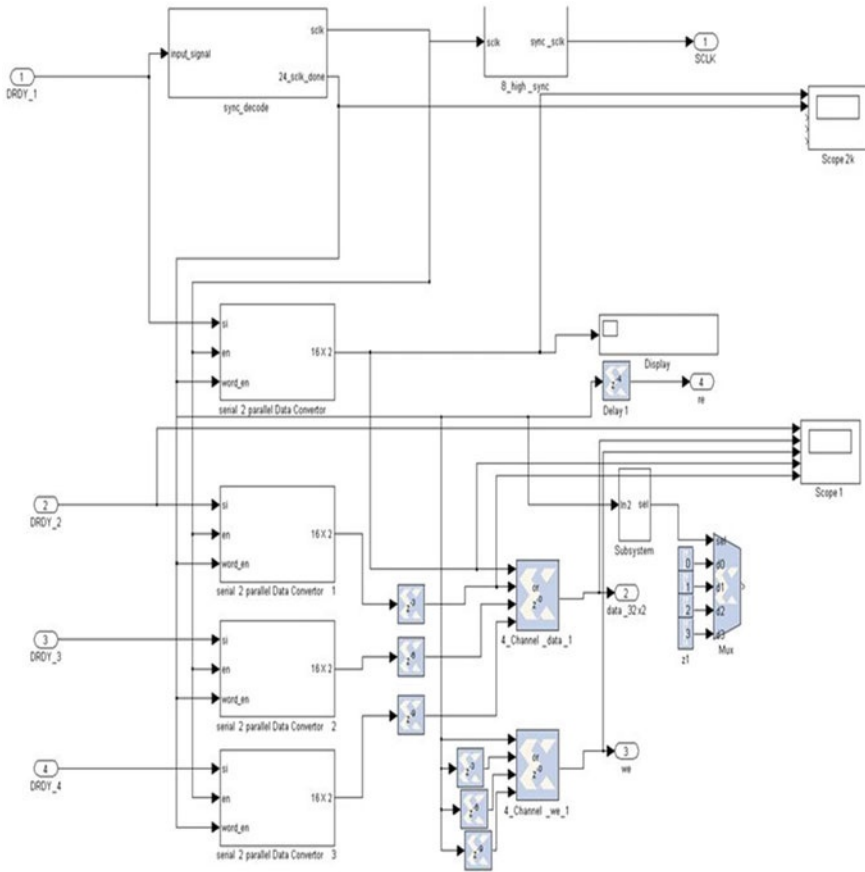 input_signal
sclk
24_sclk_done
sync_decode
1
DRDY_1
sclk
sync_sclk
8_high_sync
1
SCLK
Scope 2k
si
en
word_en
16 X 2
serial 2 parallel Data Convertor
Display
Delay 1
4
re
Scope 1
2
DRDY_2
si
en
word_en
16 X 2
serial 2 parallel Data Convertor 1
In2
sel
Subsystem
sel
d0
d1
d2
d3
Mux
0
1
2
3
z1
or
4_Channel_data_1
2
data_32x2
3
DRDY_3
si
en
word_en
16 X 2
serial 2 parallel Data Convertor 2
4
DRDY_4
si
en
word_en
16 X 2
serial 2 parallel Data Convertor 3
or
4_Channel_we_1
3
we